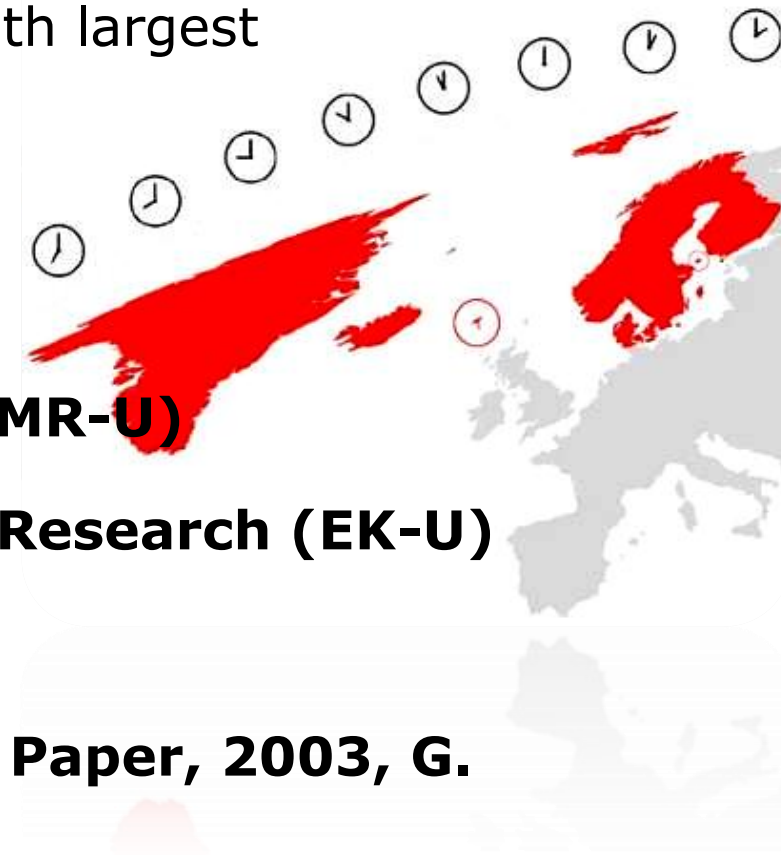 th largest
MR-U)
Research (EK-U)
Paper, 2003, G.